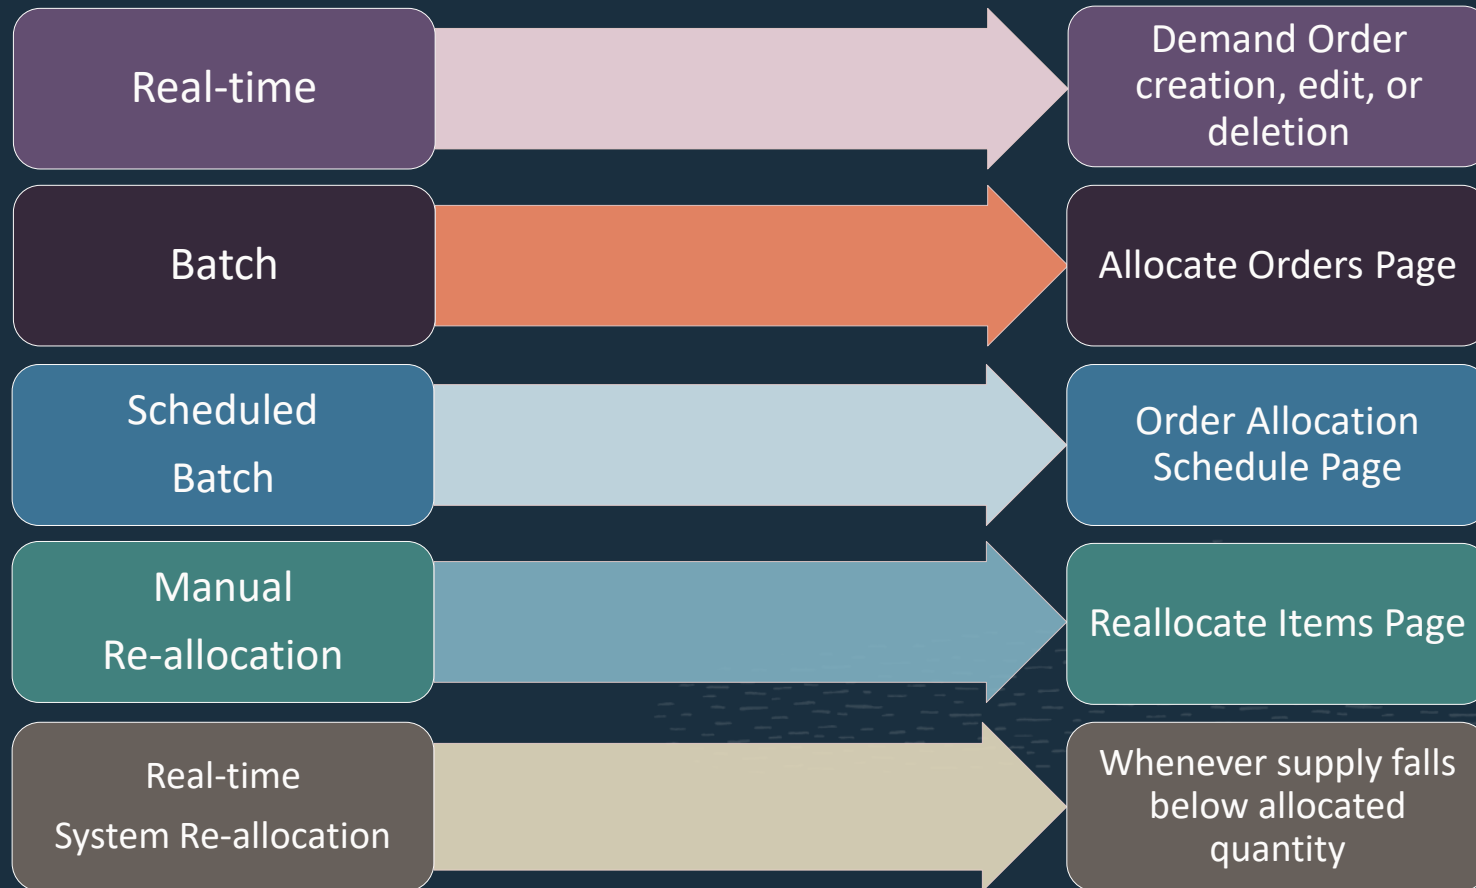 Real-time
Demand Order
creation, edit, or
deletion
Batch
Allocate Orders Page
Scheduled
Batch
Order Allocation
Schedule Page
Manual
Re-allocation
Reallocate Items Page
Real-time
System Re-allocation
Whenever supply falls
below allocated
quantity